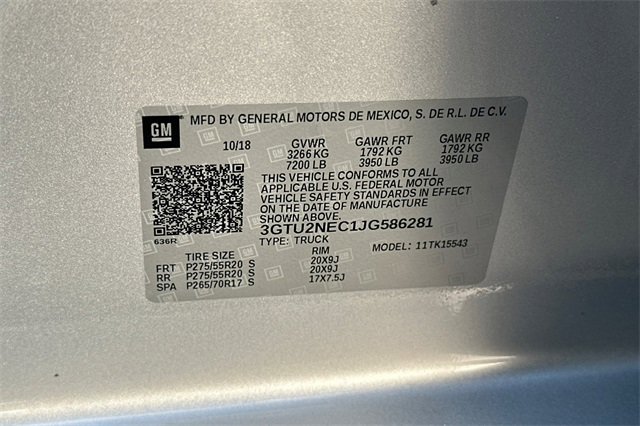 GM
MFD BY GENERAL MOTORS DE MEXICO, S. DE R.L. DE C.V.
10/18 GVWR GAWR FRT GAWR RR
3266 KG 1792 KG 1792 KG
7200 LB 3950 LB 3950 LB
THIS VEHICLE CONFORMS TO ALL
APPLICABLE U.S. FEDERAL MOTOR
VEHICLE SAFETY STANDARDS IN EFFECT
ON THE DATE OF MANUFACTURE
SHOWN ABOVE.
636R 3GTU2NEC1JG586281
TYPE: TRUCK MODEL: 11TK15543
TIRE SIZE RIM
FRT P275/55R20 S 20X9J
RR P275/55R20 S 20X9J
SPA P265/70R17 S 17X7.5J